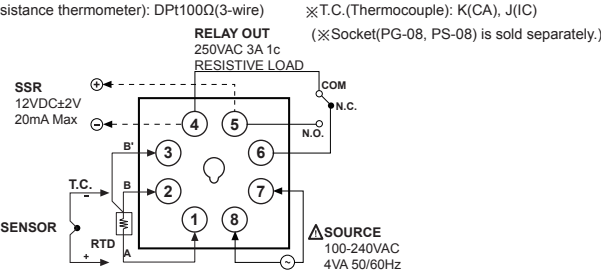 sistance thermometer): DPt100Ω(3-wire)
※T.C.(Thermocouple): K(CA), J(IC)
(※Socket(PG-08, PS-08) is sold separately.)
RELAY OUT
250VAC 3A 1c
RESISTIVE LOAD
SSR
12VDC±2V
20mA Max
+
−
COM
N.C.
N.O.
4
5
B'
3
6
T.C.
−
B
2
7
SENSOR
1
8
RTD
+
A
~
⚠SOURCE
100-240VAC
4VA 50/60Hz